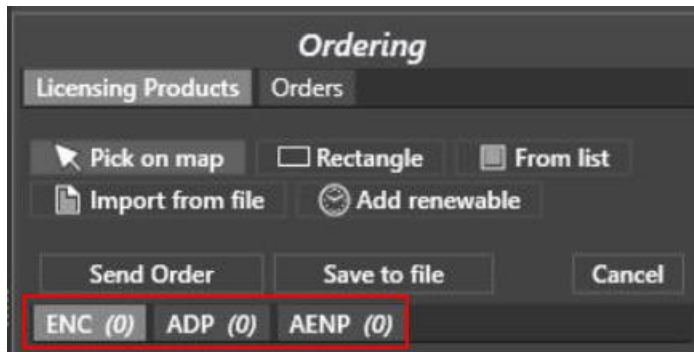 Ordering
Licensing Products Orders
Pick on map Rectangle From list
Import from file Add renewable
Send Order Save to file Cancel
ENC (0) ADP (0) AENP (0)